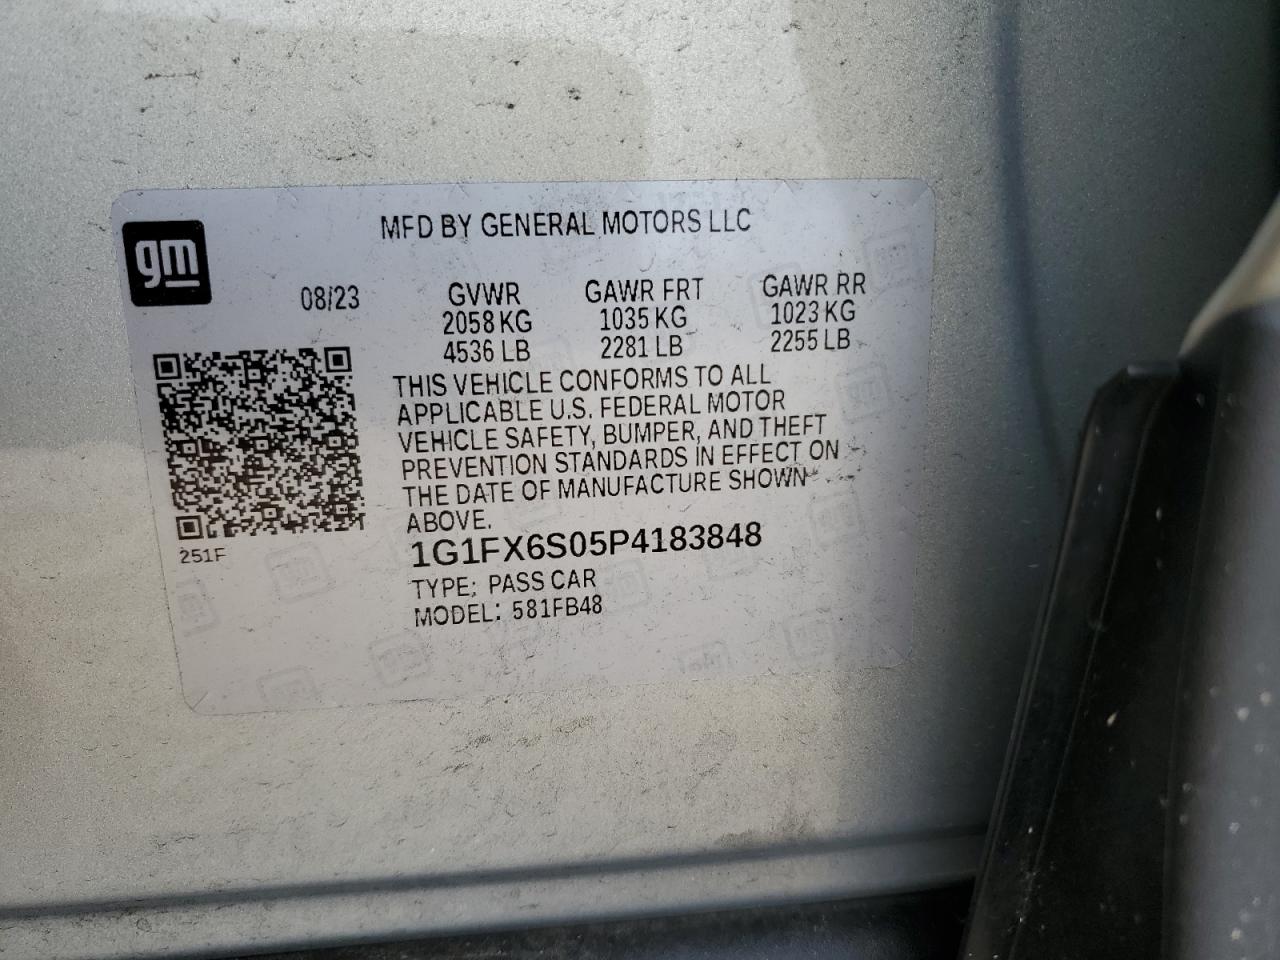 MFD BY GENERAL MOTORS LLC
gm
08/23 GVWR GAWR FRT GAWR RR
2058 KG 1035 KG 1023 KG
4536 LB 2281 LB 2255 LB
THIS VEHICLE CONFORMS TO ALL
APPLICABLE U.S. FEDERAL MOTOR
VEHICLE SAFETY, BUMPER, AND THEFT
PREVENTION STANDARDS IN EFFECT ON
THE DATE OF MANUFACTURE SHOWN
ABOVE.
251F
1G1FX6S05P4183848
TYPE: PASS CAR
MODEL: 581FB48